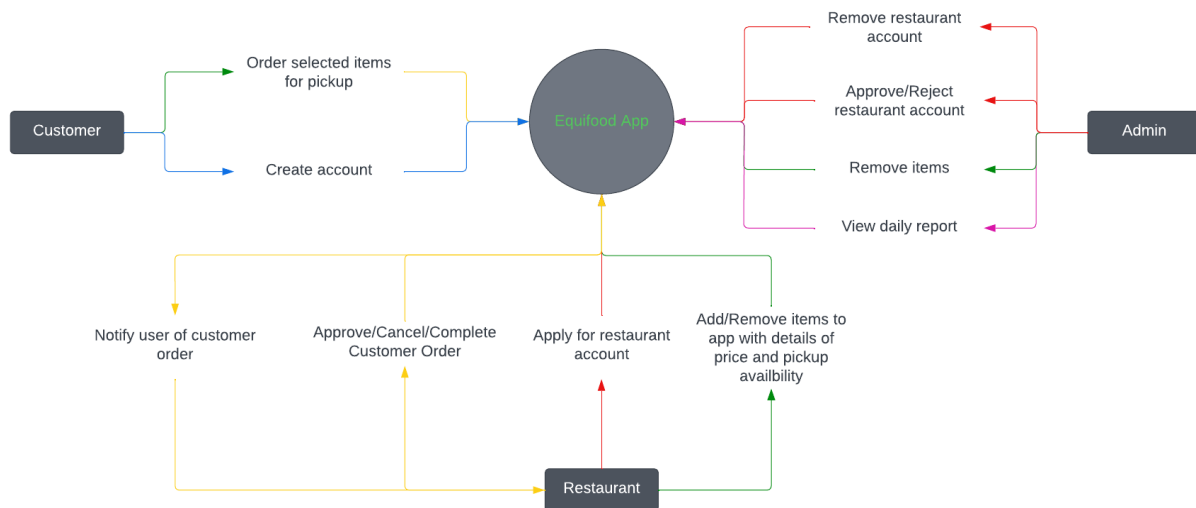 Customer
Order selected items
for pickup
Create account
Equifood App
Remove restaurant
account
Approve/Reject
restaurant account
Remove items
View daily report
Admin
Notify user of customer
order
Approve/Cancel/Complete
Customer Order
Apply for restaurant
account
Add/Remove items to
app with details of
price and pickup
availbility
Restaurant